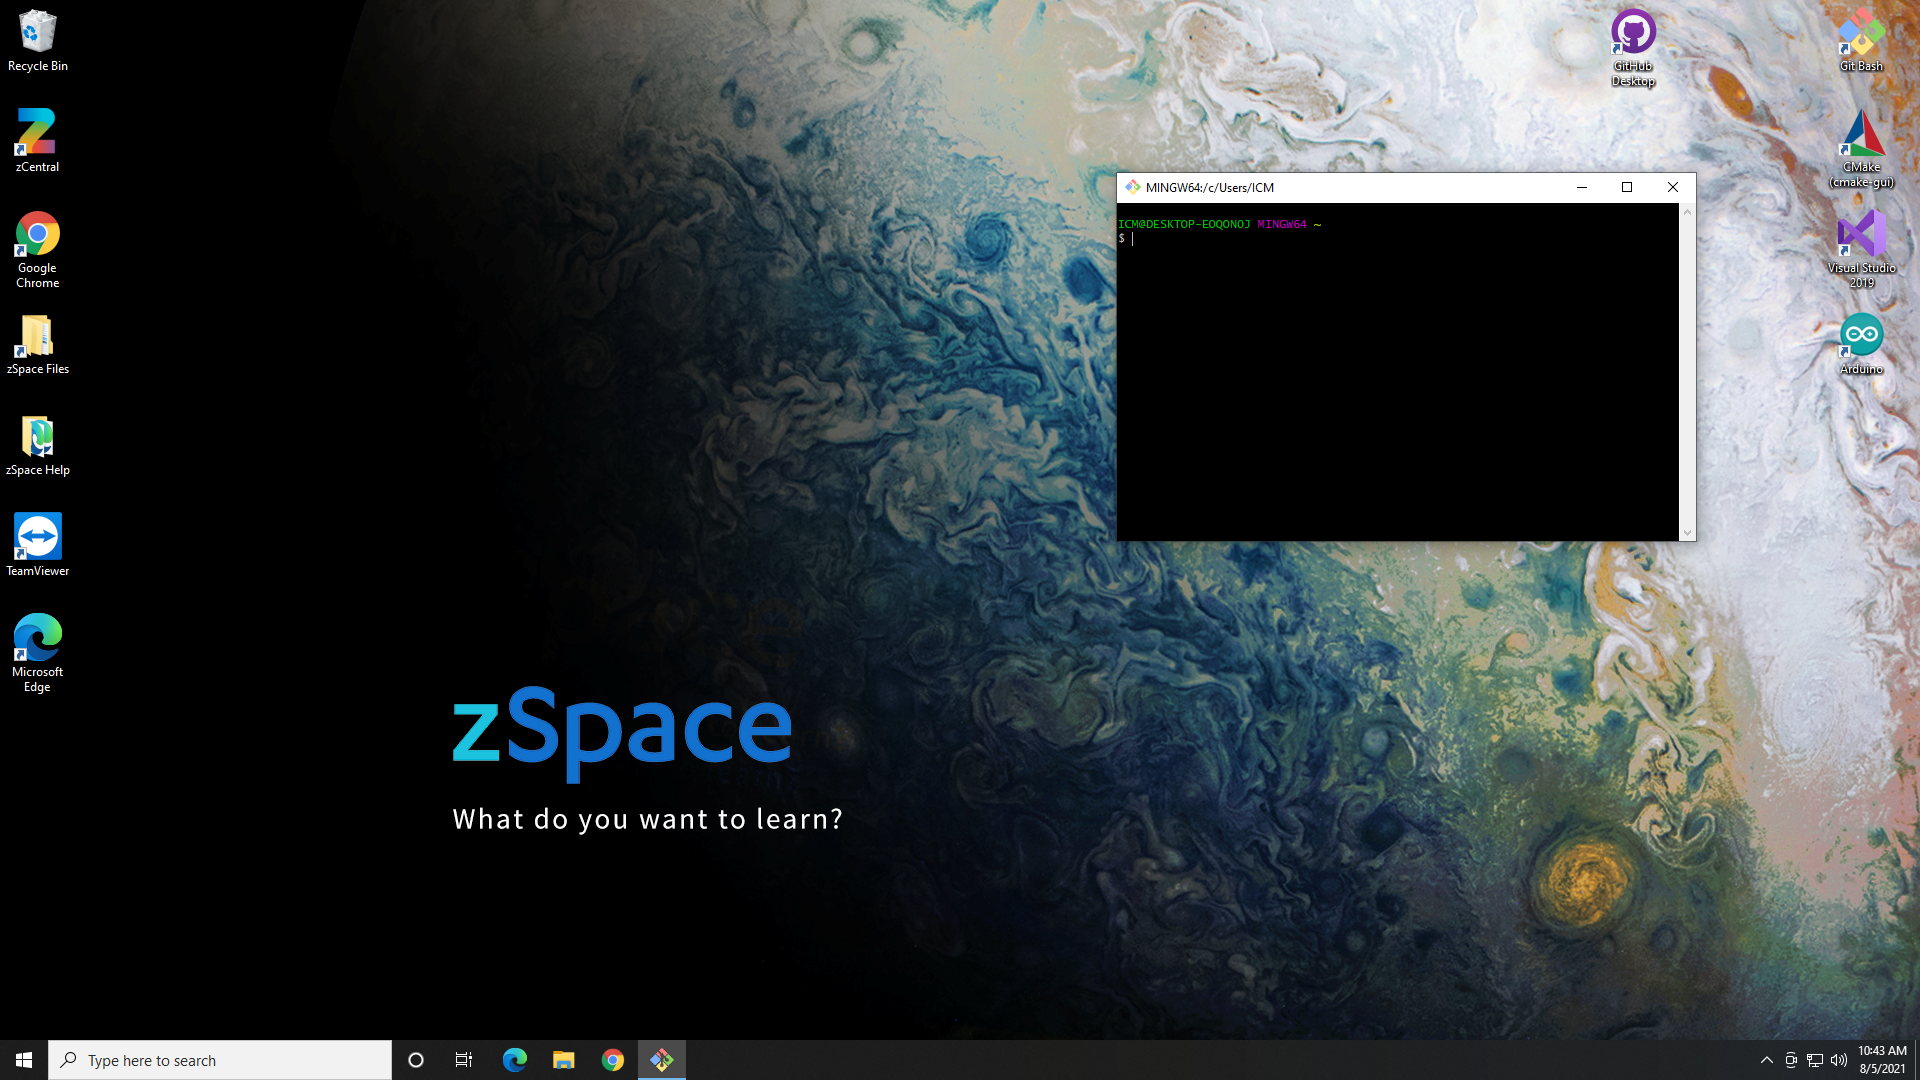 Recycle Bin
zCentral
Google
Chrome
zSpace Files
zSpace Help
TeamViewer
Microsoft
Edge
GitHub
Desktop
Git Bash
CMake
(cmake-gui)
Visual Studio
2019
Arduino
MINGW64:/c/Users/ICM
ICM@DESKTOP-EOQONOJ MINGW64 ~
$
zSpace
What do you want to learn?
Type here to search
10:43 AM
8/5/2021